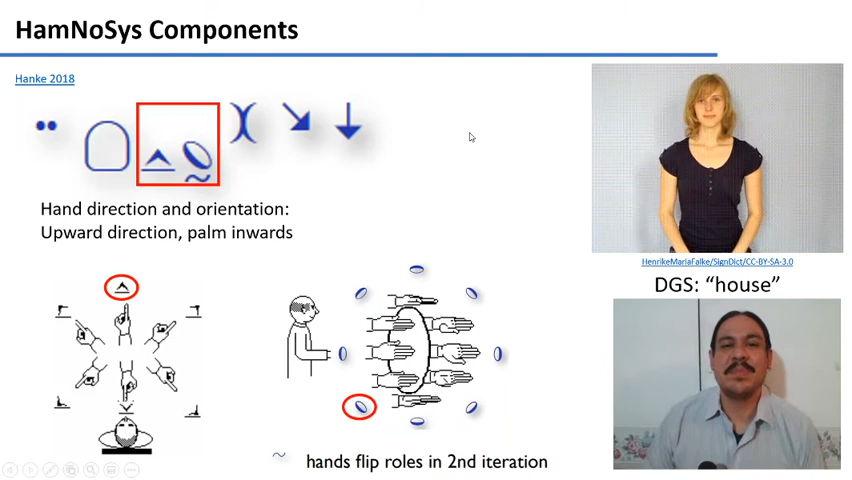 HamNoSys Components
Hanke 2018
Hand direction and orientation:
Upward direction, palm inwards
HenrikeMariaFalke/SignDict/CC-BY-SA-3.0
DGS: “house”
~ hands flip roles in 2nd iteration